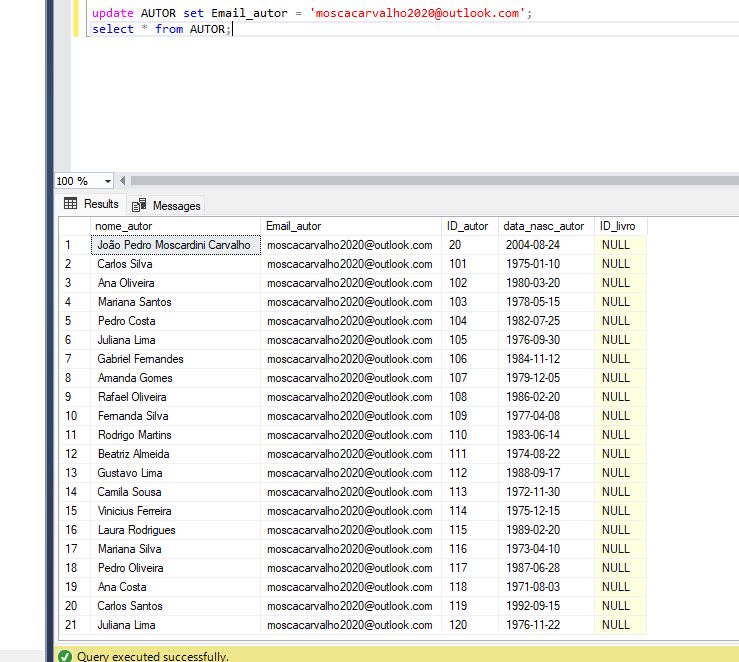 update AUTOR set Email_autor = 'moscacarvalho2020@outlook.com';
select * from AUTOR;
100 %
Results Messages
nome_autor Email_autor ID_autor data_nasc_autor ID_livro
1 João Pedro Moscardini Carvalho moscacarvalho2020@outlook.com 20 2004-08-24 NULL
2 Carlos Silva moscacarvalho2020@outlook.com 101 1975-01-10 NULL
3 Ana Oliveira moscacarvalho2020@outlook.com 102 1980-03-20 NULL
4 Mariana Santos moscacarvalho2020@outlook.com 103 1978-05-15 NULL
5 Pedro Costa moscacarvalho2020@outlook.com 104 1982-07-25 NULL
6 Juliana Lima moscacarvalho2020@outlook.com 105 1976-09-30 NULL
7 Gabriel Fernandes moscacarvalho2020@outlook.com 106 1984-11-12 NULL
8 Amanda Gomes moscacarvalho2020@outlook.com 107 1979-12-05 NULL
9 Rafael Oliveira moscacarvalho2020@outlook.com 108 1986-02-20 NULL
10 Fernanda Silva moscacarvalho2020@outlook.com 109 1977-04-08 NULL
11 Rodrigo Martins moscacarvalho2020@outlook.com 110 1983-06-14 NULL
12 Beatriz Almeida moscacarvalho2020@outlook.com 111 1974-08-22 NULL
13 Gustavo Lima moscacarvalho2020@outlook.com 112 1988-09-17 NULL
14 Camila Sousa moscacarvalho2020@outlook.com 113 1972-11-30 NULL
15 Vinicius Ferreira moscacarvalho2020@outlook.com 114 1975-12-15 NULL
16 Laura Rodrigues moscacarvalho2020@outlook.com 115 1989-02-20 NULL
17 Mariana Silva moscacarvalho2020@outlook.com 116 1973-04-10 NULL
18 Pedro Oliveira moscacarvalho2020@outlook.com 117 1987-06-28 NULL
19 Ana Costa moscacarvalho2020@outlook.com 118 1971-08-03 NULL
20 Carlos Santos moscacarvalho2020@outlook.com 119 1992-09-15 NULL
21 Juliana Lima moscacarvalho2020@outlook.com 120 1976-11-22 NULL
Query executed successfully.